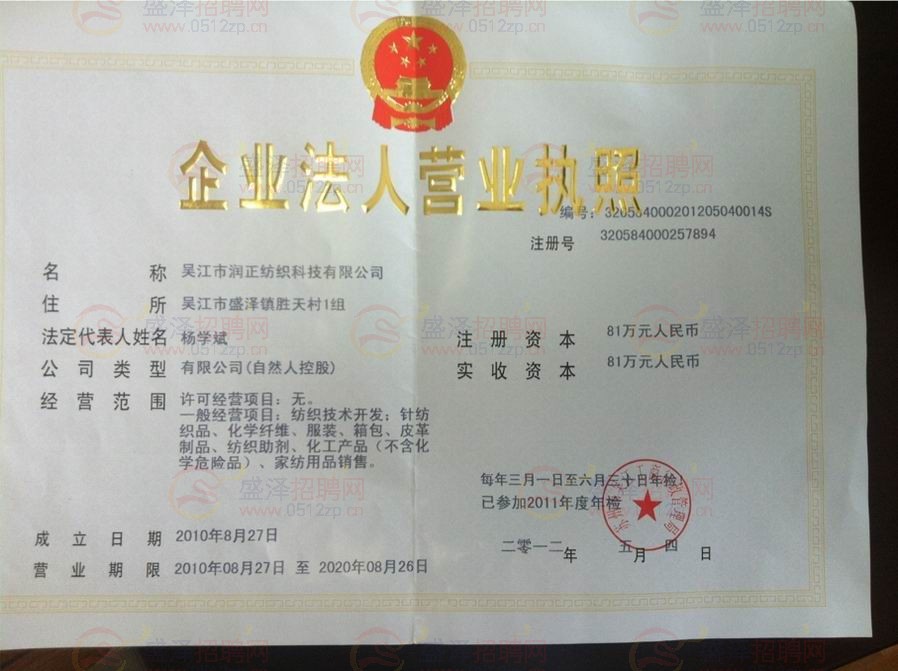 企业法人营业执照
编号: 320584000201205040014S
注册号 320584000257894
名称 吴江市润正纺织科技有限公司
住所 吴江市盛泽镇胜天村1组
法定代表人姓名 杨学斌
注册资本 81万元人民币
公司类型 有限公司(自然人控股)
实收资本 81万元人民币
经营范围 许可经营项目：无。
一般经营项目：纺织技术开发；针纺
织品、化学纤维、服装、箱包、皮革
制品、纺织助剂、化工产品（不含化
学危险品）、家纺用品销售。
每年三月一日至六月三十日年检！
已参加2011年度年检
成立日期 2010年8月27日
二零一二年五月四日
营业期限 2010年08月27日 至 2020年08月26日
盛泽招聘网
www.0512zp.cn